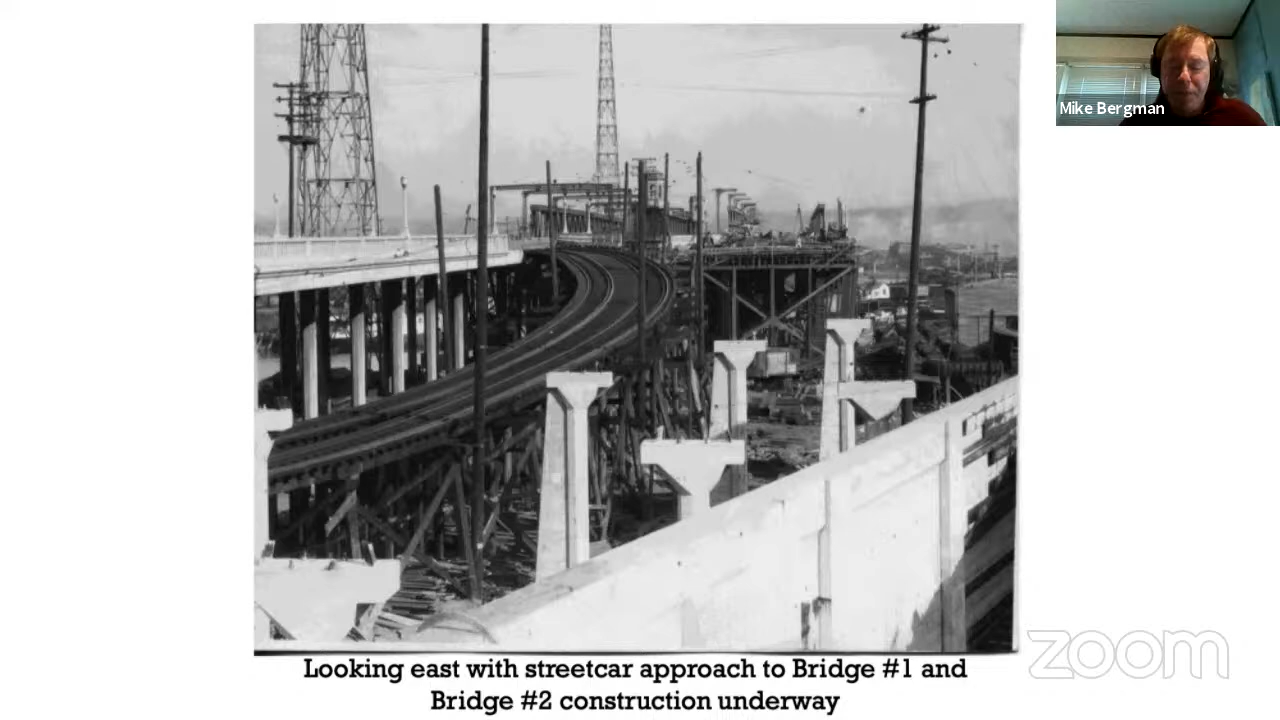 Mike Bergman
zoom
Looking east with streetcar approach to Bridge #1 and
Bridge #2 construction underway